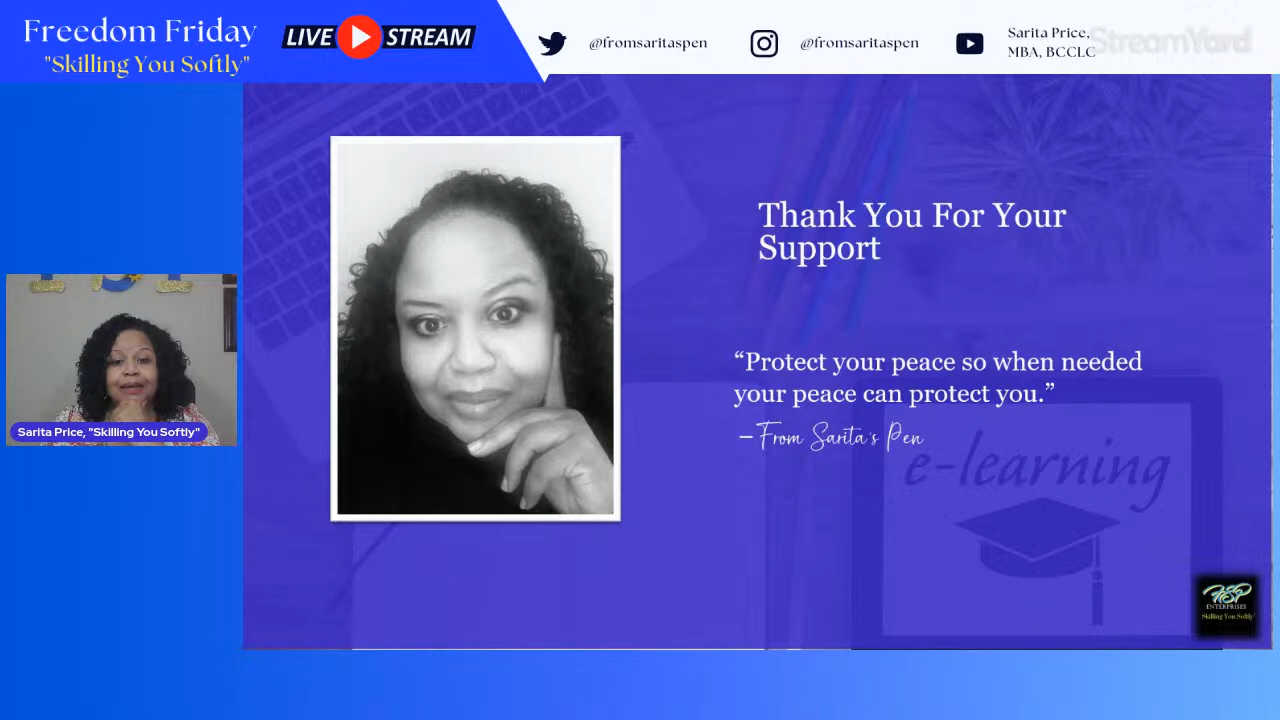 Freedom Friday
"Skilling You Softly"
LIVE STREAM
@fromsaritaspen
@fromsaritaspen
Sarita Price,
MBA, BCCLC
StreamYard
Thank You For Your
Support
“Protect your peace so when needed
your peace can protect you.”
– From Sarita's Pen
e-learning
Sarita Price, "Skilling You Softly"
FSP
ENTERPRISES
Skilling You Softly